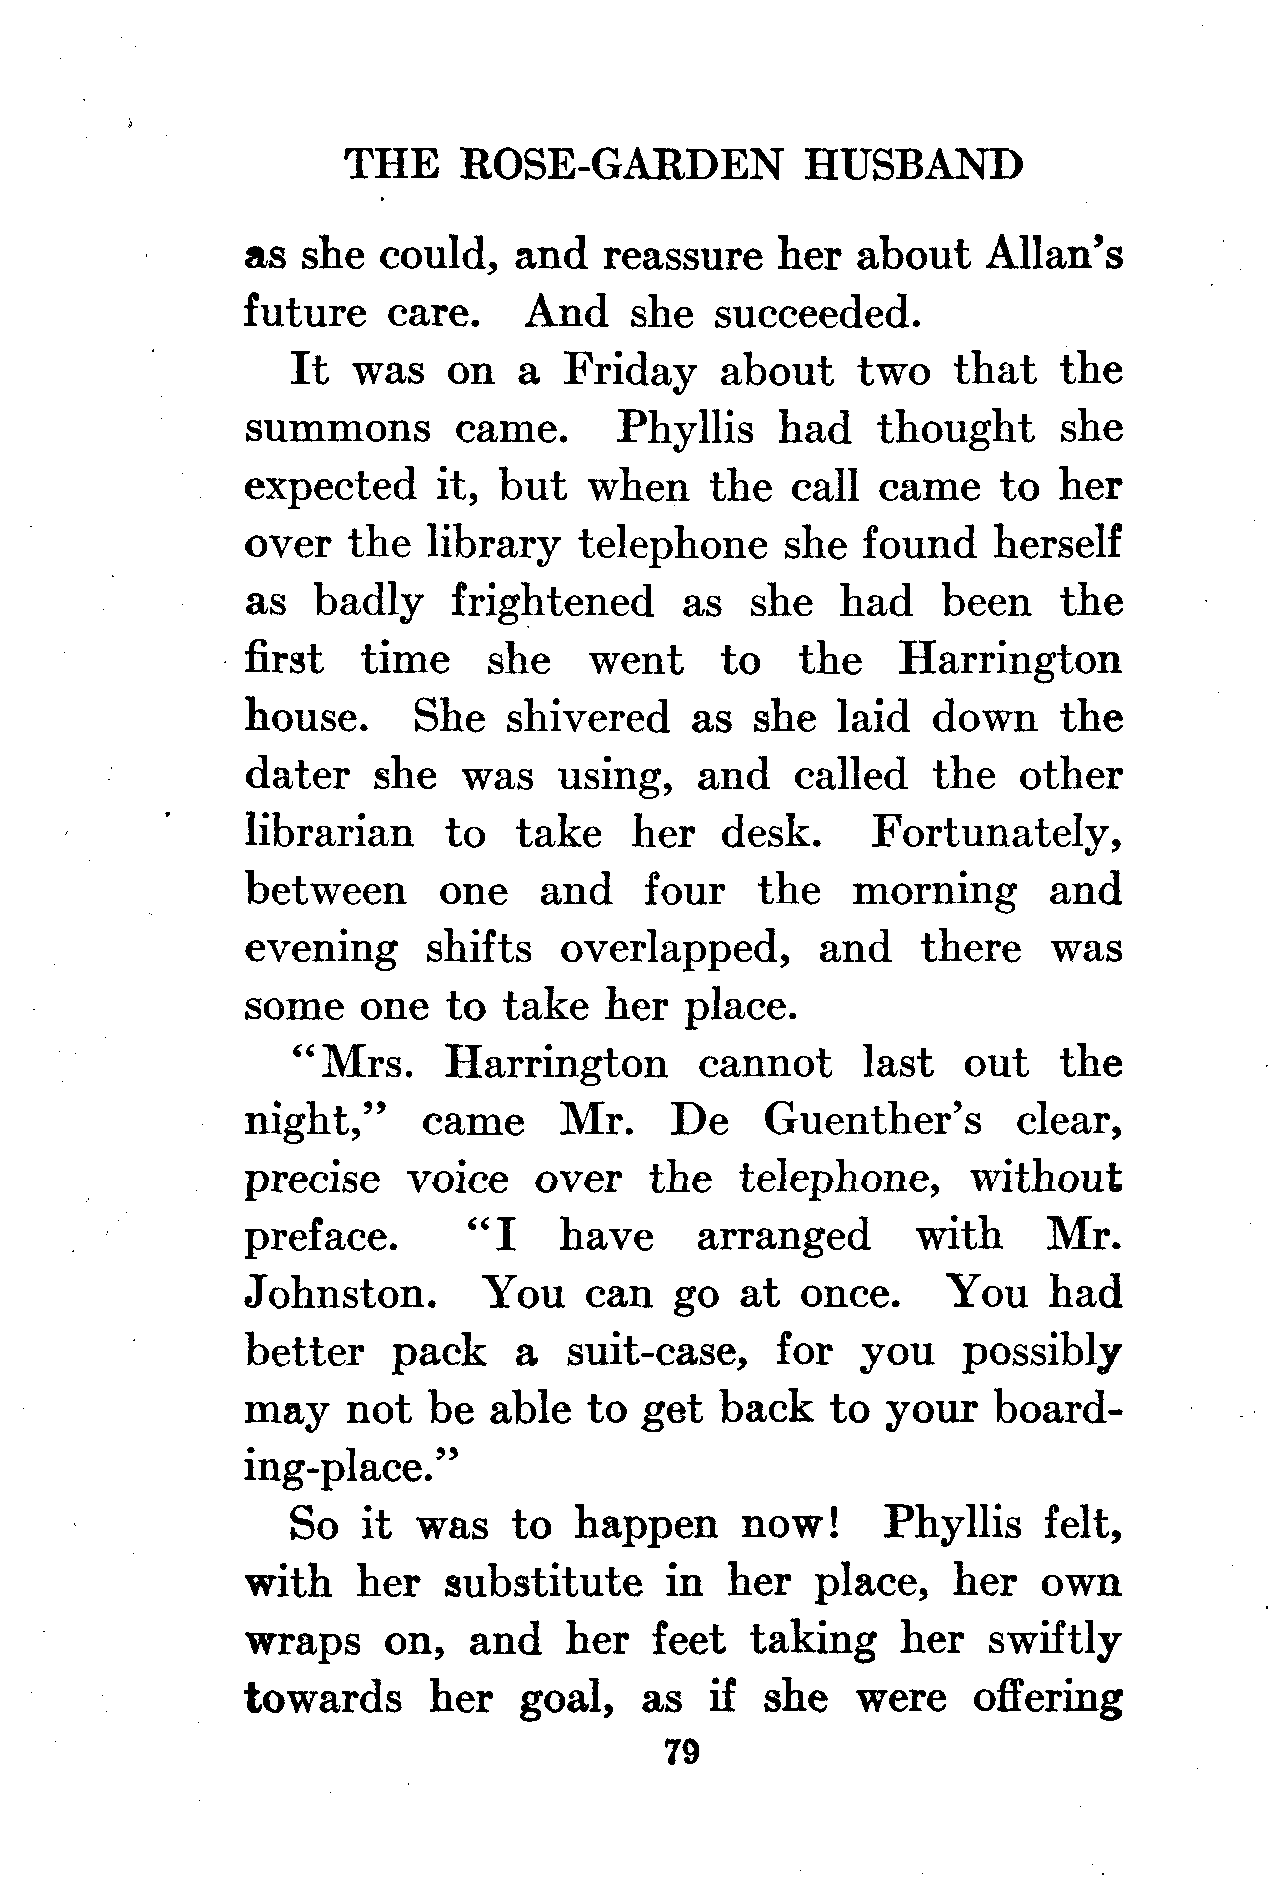 THE ROSE-GARDEN HUSBAND
as she could, and reassure her about Allan's
future care. And she succeeded.
It was on a Friday about two that the
summons came. Phyllis had thought she
expected it, but when the call came to her
over the library telephone she found herself
as badly frightened as she had been the
first time she went to the Harrington
house. She shivered as she laid down the
dater she was using, and called the other
librarian to take her desk. Fortunately,
between one and four the morning and
evening shifts overlapped, and there was
some one to take her place.
“Mrs. Harrington cannot last out the
night,” came Mr. De Guenther's clear,
precise voice over the telephone, without
preface. “I have arranged with Mr.
Johnston. You can go at once. You had
better pack a suit-case, for you possibly
may not be able to get back to your board-
ing-place.”
So it was to happen now! Phyllis felt,
with her substitute in her place, her own
wraps on, and her feet taking her swiftly
towards her goal, as if she were offering
79